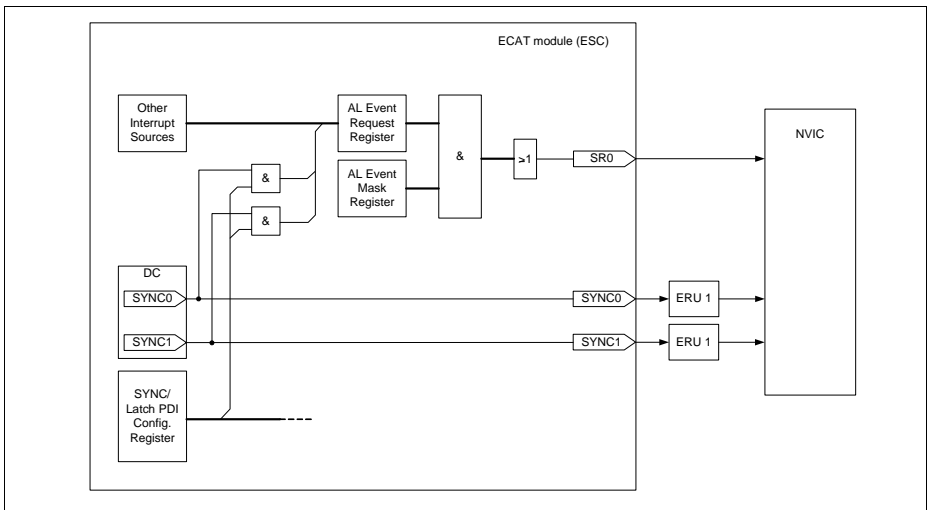 ECAT module (ESC)
Other
Interrupt
Sources
AL Event
Request
Register
&
>1
SR0
NVIC
AL Event
Mask
Register
&
&
DC
SYNC0
SYNC0
ERU 1
SYNC1
SYNC1
ERU 1
SYNC/
Latch PDI
Config.
Register